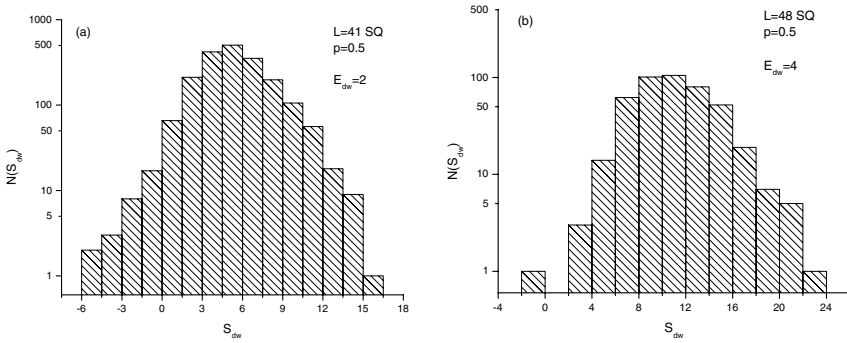 (a)
L=41 SQ
p=0.5
E_dw=2
1000
500
100
50
10
5
1
N(S_dw)
-6 -3 0 3 6 9 12 15 18
S_dw
(b)
L=48 SQ
p=0.5
E_dw=4
100
50
10
5
1
N(S_dw)
-4 0 4 8 12 16 20 24
S_dw